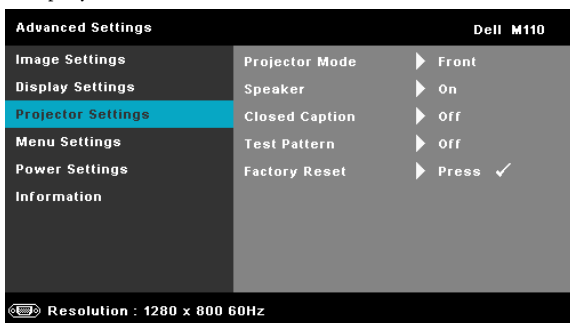 Advanced Settings Dell M110
Image Settings Projector Mode Front
Display Settings Speaker On
Projector Settings Closed Caption Off
Menu Settings Test Pattern Off
Power Settings Factory Reset Press ✓
Information
Resolution : 1280 x 800 60Hz